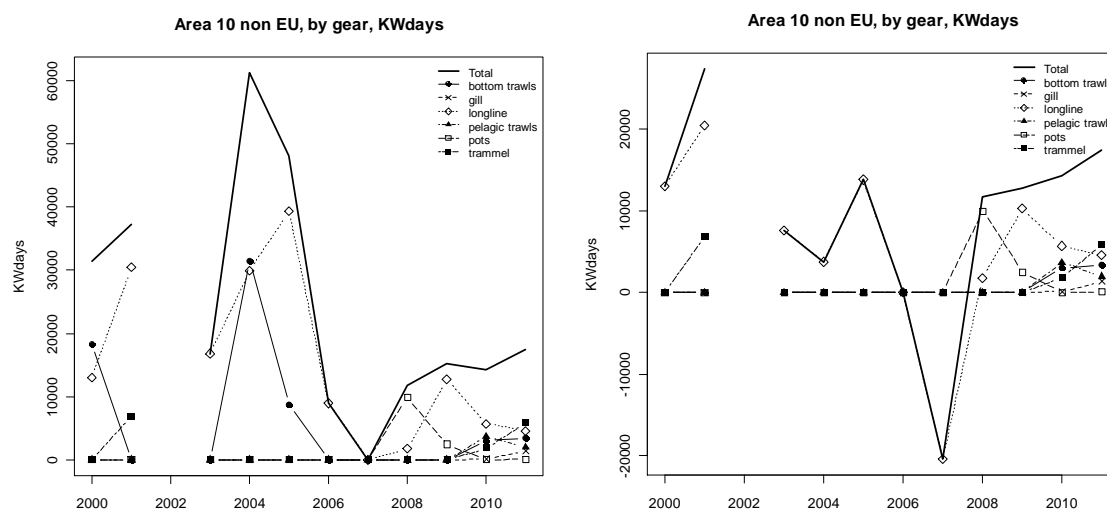 Area 10 non EU, by gear, KWdays
KWdays
60000
50000
40000
30000
20000
10000
0
2000 2002 2004 2006 2008 2010
Total
bottom trawls
gill
longline
pelagic trawls
pots
trammel
Area 10 non EU, by gear, KWdays
KWdays
20000
10000
0
-10000
-20000
2000 2002 2004 2006 2008 2010
Total
bottom trawl
gill
longline
pelagic trawl
pots
trammel